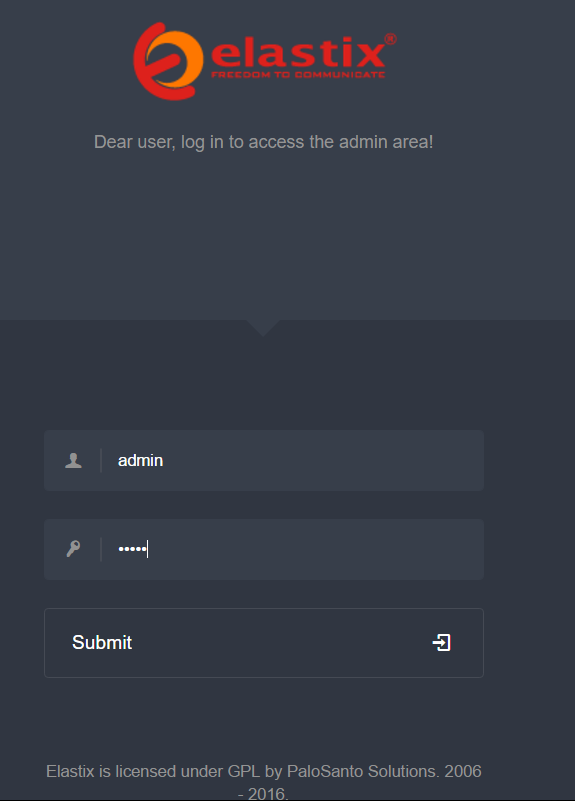 elastix®
FREEDOM TO COMMUNICATE
Dear user, log in to access the admin area!
admin
•••••
Submit
Elastix is licensed under GPL by PaloSanto Solutions. 2006
- 2016.